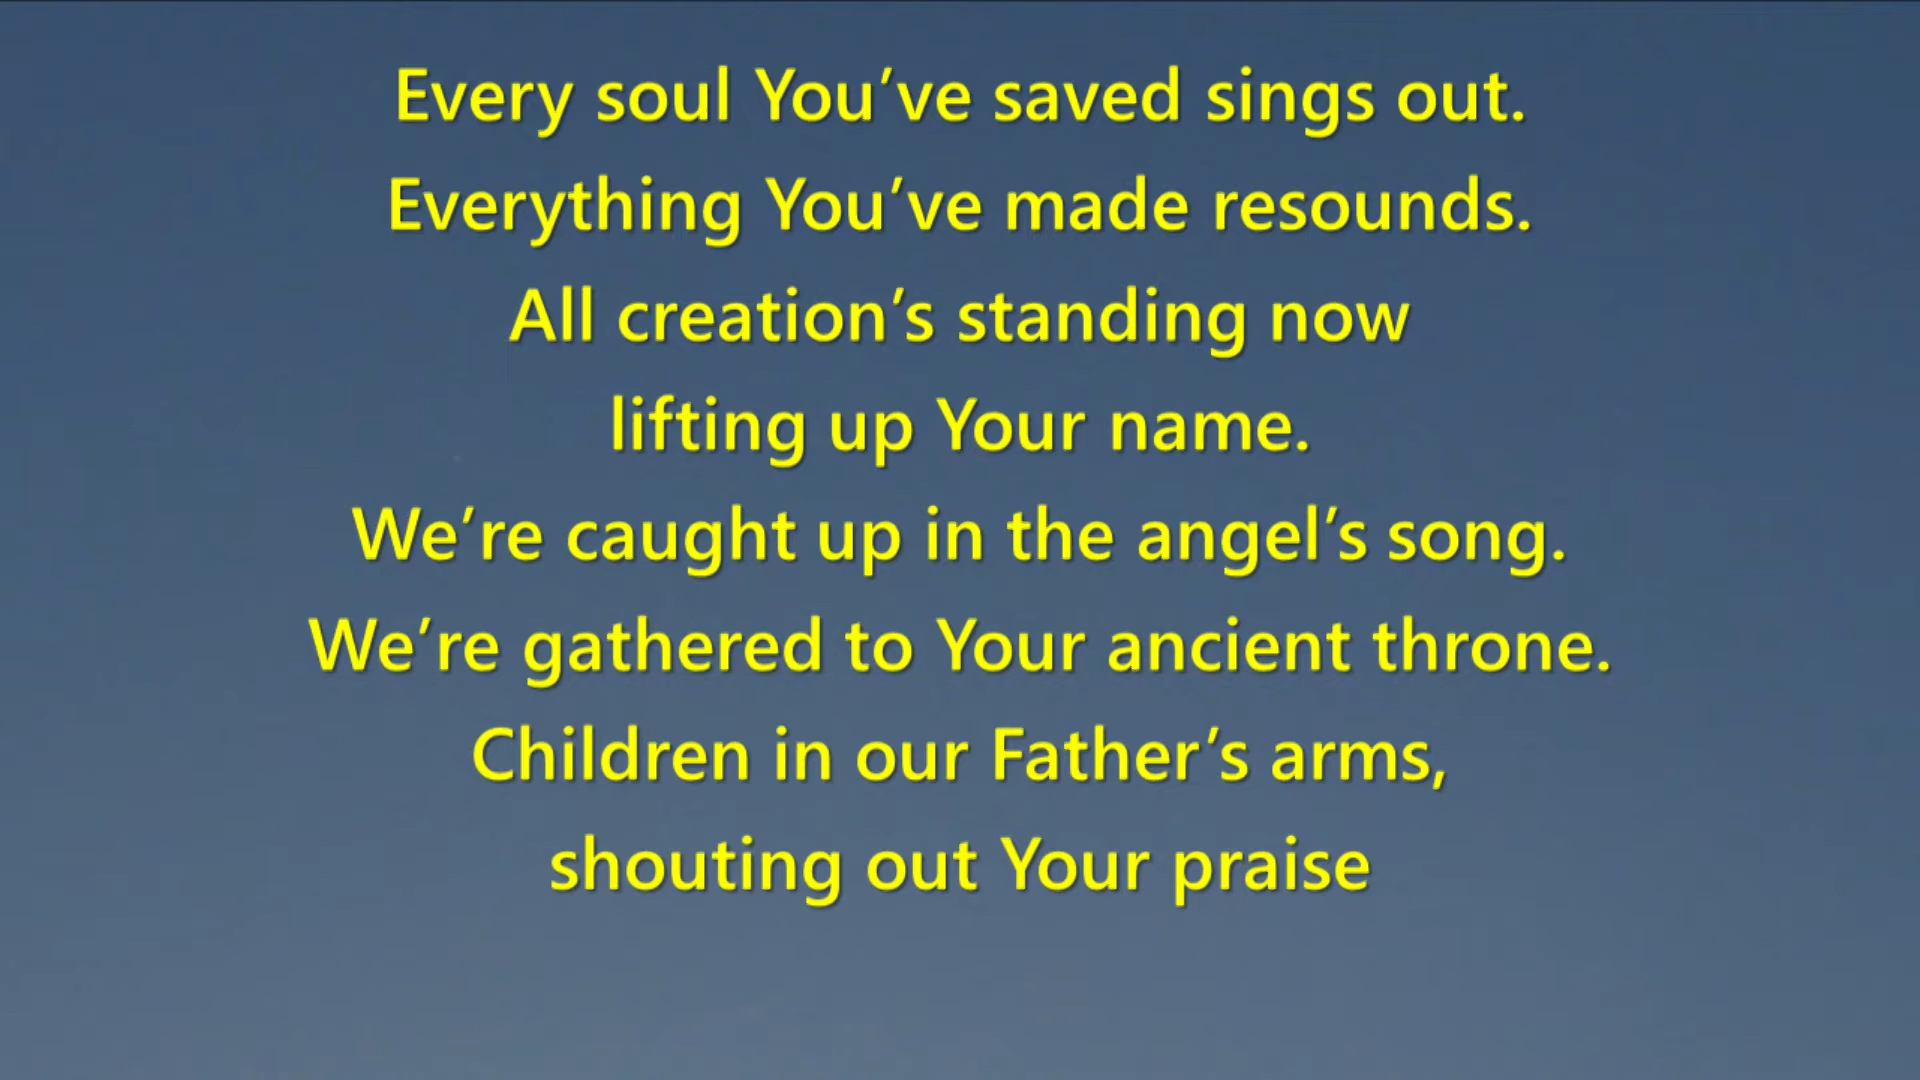 Every soul You’ve saved sings out.
Everything You’ve made resounds.
All creation’s standing now
lifting up Your name.
We’re caught up in the angel’s song.
We’re gathered to Your ancient throne.
Children in our Father’s arms,
shouting out Your praise